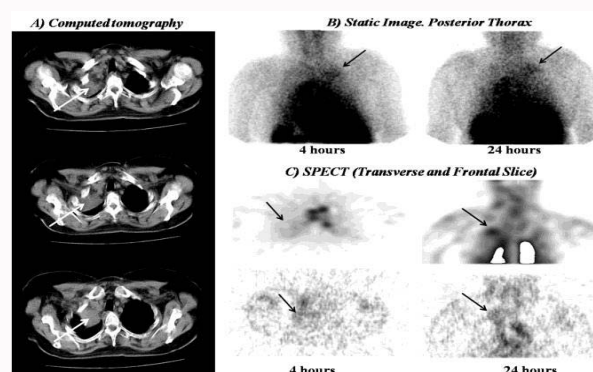 A) Computed tomography
B) Static Image. Posterior Thorax
4 hours
24 hours
C) SPECT (Transverse and Frontal Slice)
4 hours
24 hours